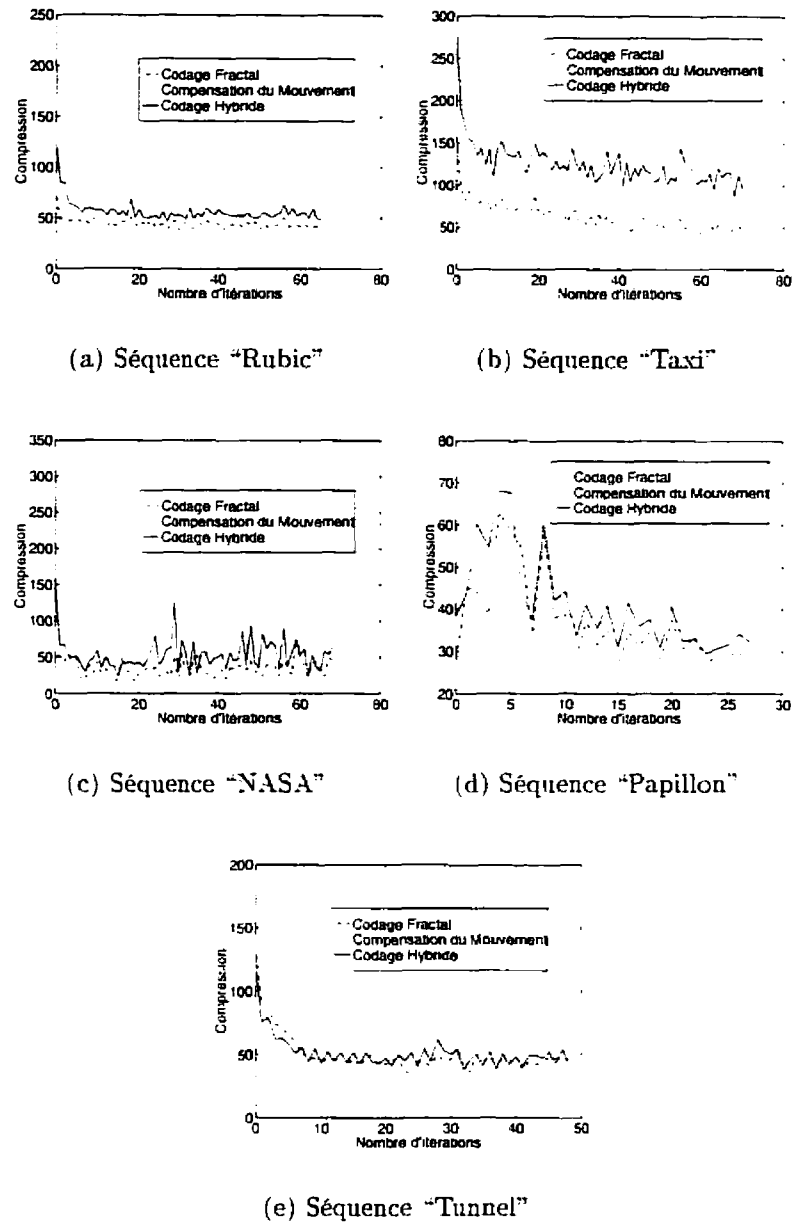 250
200
150
100
50
0
Compression
Codage Fractal
Compensation du Mouvement
Codage Hybride
0 20 40 60 80
Nombre d'itérations
(a) Séquence "Rubic"
300
250
200
150
100
50
0
Compression
Codage Fractal
Compensation du Mouvement
Codage Hybride
0 20 40 60 80
Nombre d'itérations
(b) Séquence "Taxi"
350
300
250
200
150
100
50
0
Compression
Codage Fractal
Compensation du Mouvement
Codage Hybride
0 20 40 60 80
Nombre d'itérations
(c) Séquence "NASA"
80
70
60
50
40
30
20
Compression
Codage Fractal
Compensation du Mouvement
Codage Hybride
0 5 10 15 20 25 30
Nombre d'itérations
(d) Séquence "Papillon"
200
150
100
50
0
Compression
Codage Fractal
Compensation du Mouvement
Codage Hybride
0 10 20 30 40 50
Nombre d'itérations
(e) Séquence "Tunnel"